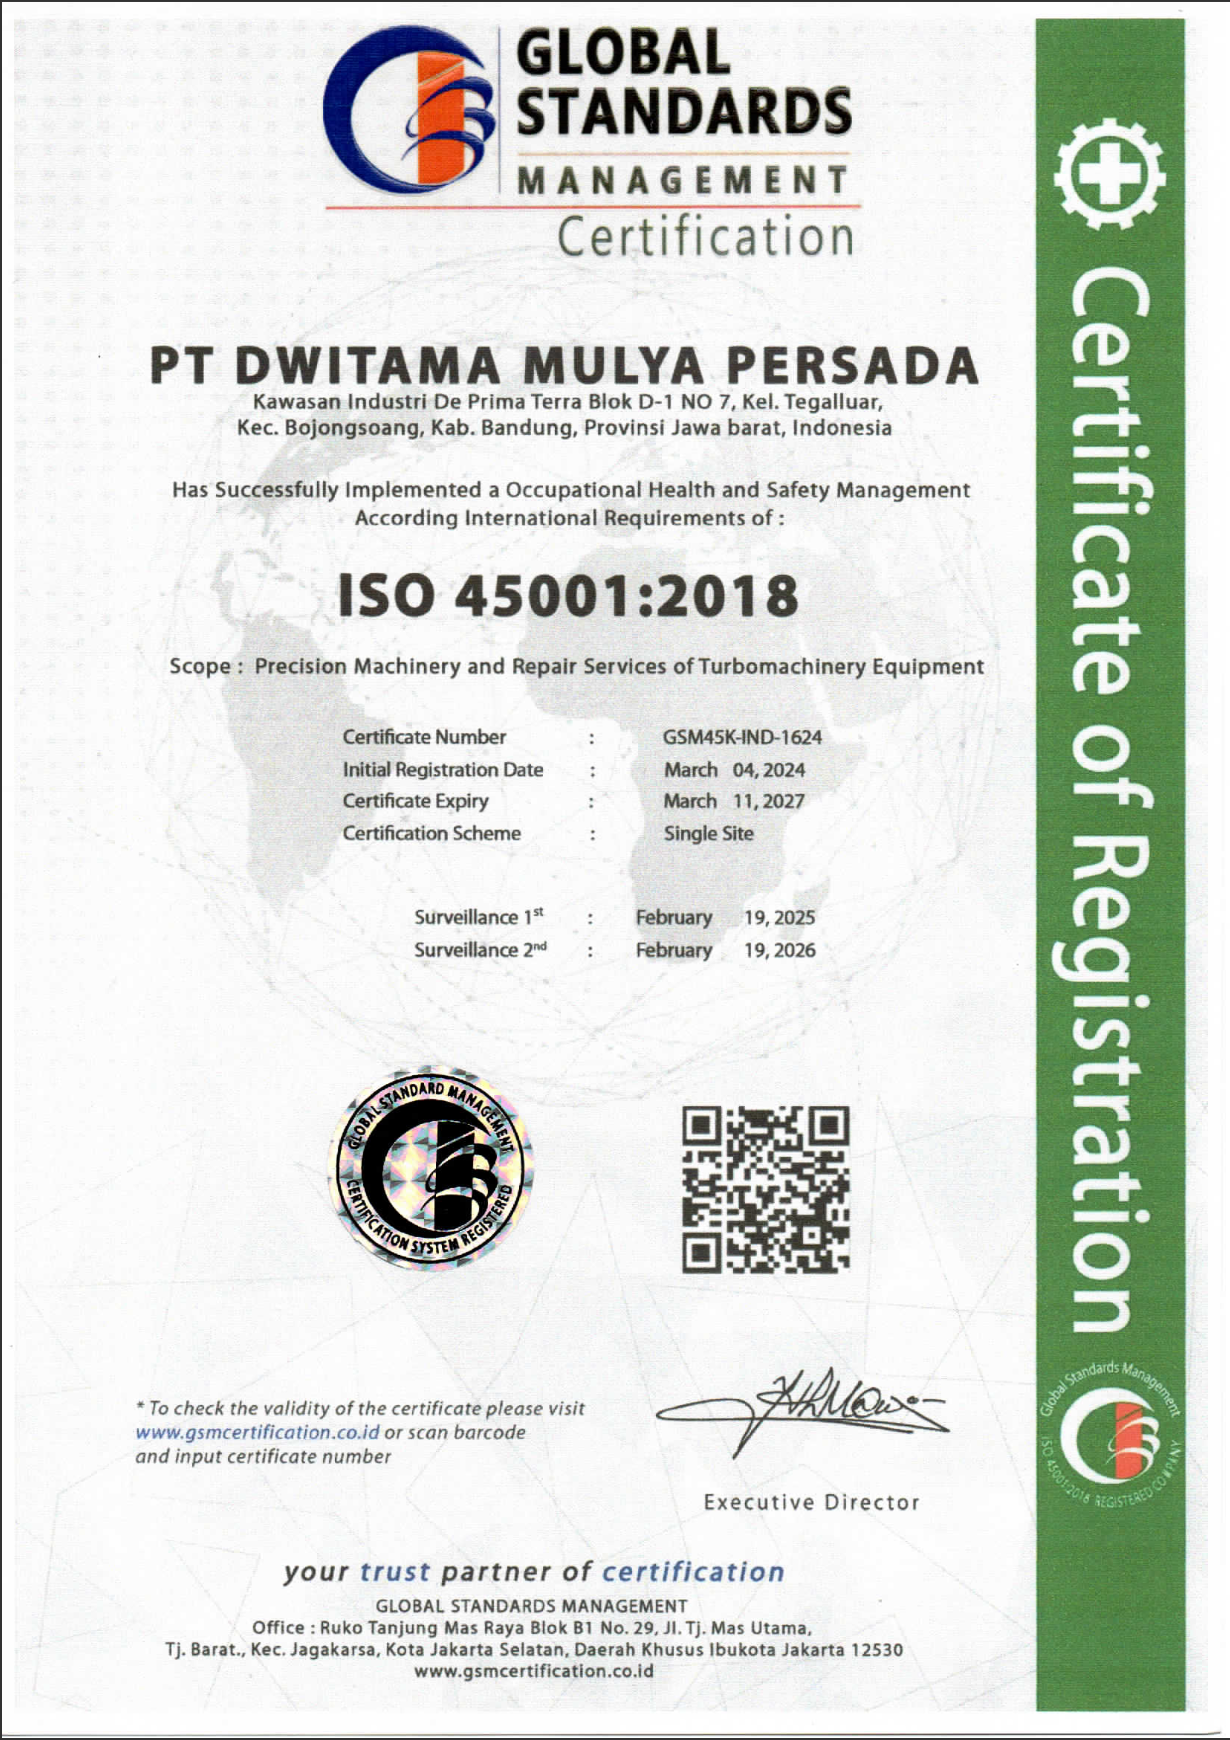 GLOBAL
STANDARDS
MANAGEMENT
Certification
PT DWITAMA MULYA PERSADA
Kawasan Industri De Prima Terra Blok D-1 NO 7, Kel. Tegalluar,
Kec. Bojongsoang, Kab. Bandung, Provinsi Jawa barat, Indonesia
Has Successfully Implemented a Occupational Health and Safety Management
According International Requirements of :
ISO 45001:2018
Scope : Precision Machinery and Repair Services of Turbomachinery Equipment
Certificate Number : GSM45K-IND-1624
Initial Registration Date : March 04, 2024
Certificate Expiry : March 11, 2027
Certification Scheme : Single Site
Surveillance 1st : February 19, 2025
Surveillance 2nd : February 19, 2026
GLOBAL STANDARD MANAGEMENT
CERTIFICATION SYSTEM REGISTERED
* To check the validity of the certificate please visit
www.gsmcertification.co.id or scan barcode
and input certificate number
Executive Director
your trust partner of certification
GLOBAL STANDARDS MANAGEMENT
Office : Ruko Tanjung Mas Raya Blok B1 No. 29, Jl. Tj. Mas Utama,
Tj. Barat., Kec. Jagakarsa, Kota Jakarta Selatan, Daerah Khusus Ibukota Jakarta 12530
www.gsmcertification.co.id
Certificate of Registration
Global Standards Management
ISO 45001:2018 REGISTERED COMPANY